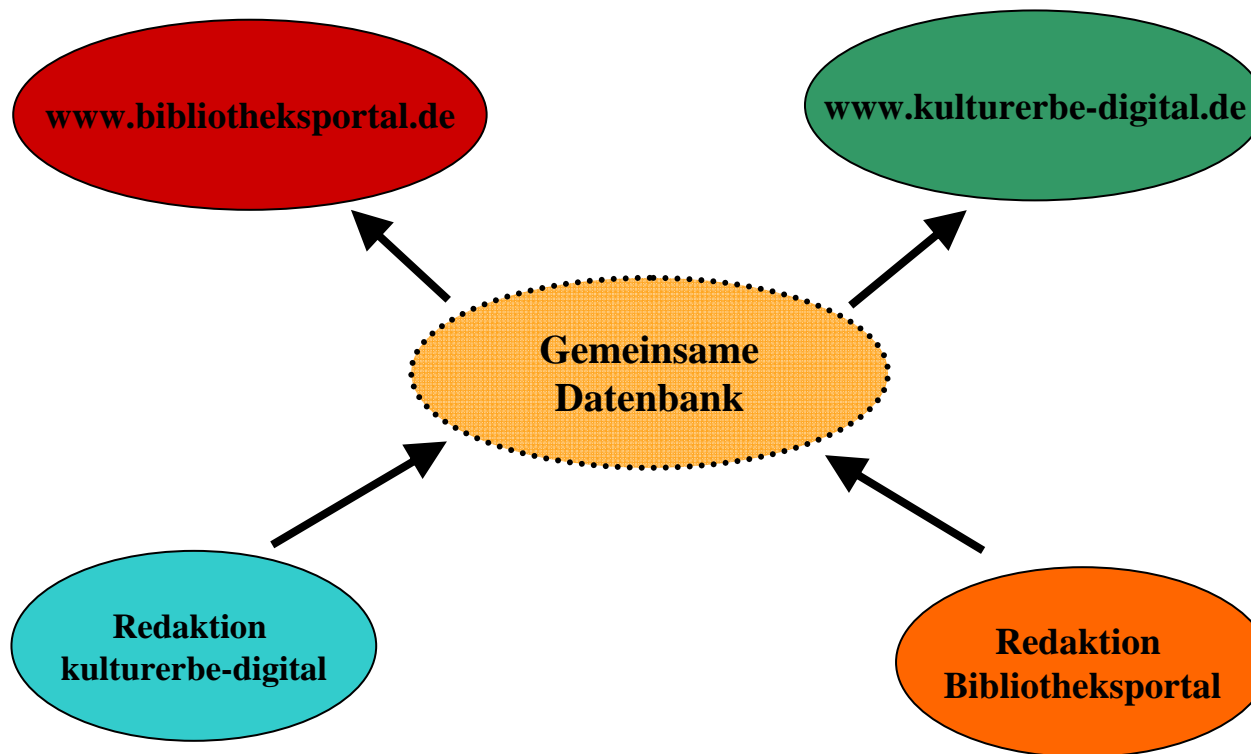 www.bibliotheksportal.de
www.kulturerbe-digital.de
Gemeinsame
Datenbank
Redaktion
kulturerbe-digital
Redaktion
Bibliotheksportal